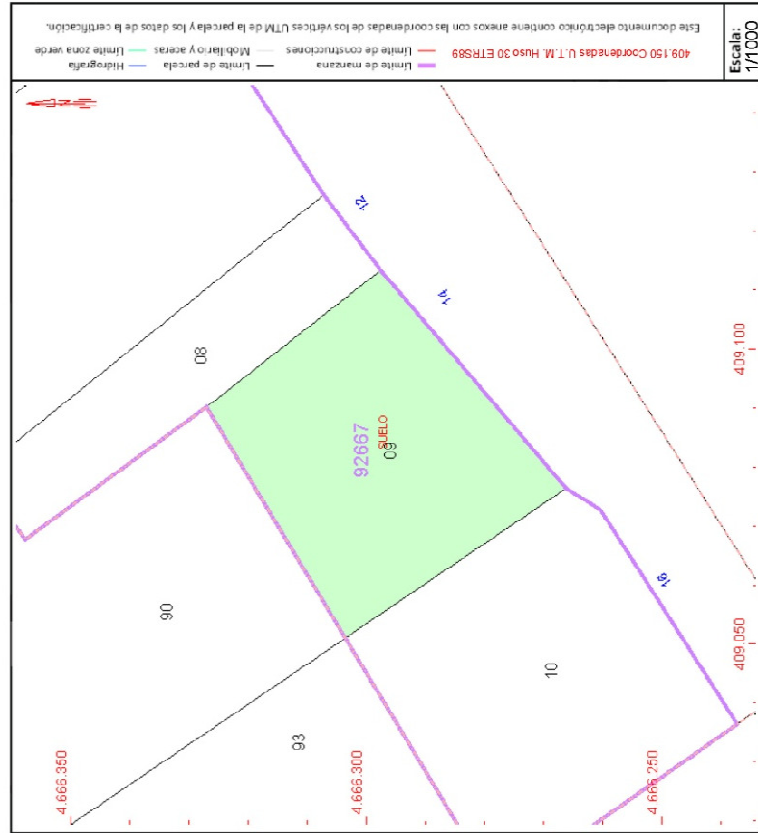 Este documento electrónico contiene anexos con las coordenadas de los vértices UTM de la parcela y los datos de la certificación.
409.150 Coordenadas U.T.M. Huso 30 ETRS89
Límite de manzana
Límite de construcciones
Límite de parcela
Mobiliario y aceras
Hidrografía
Límite zona verde
Escala:
1/1000
N
12
14
08
92667
SUELO
09
409.100
90
16
409.050
10
93
4.666.350
4.666.300
4.666.250